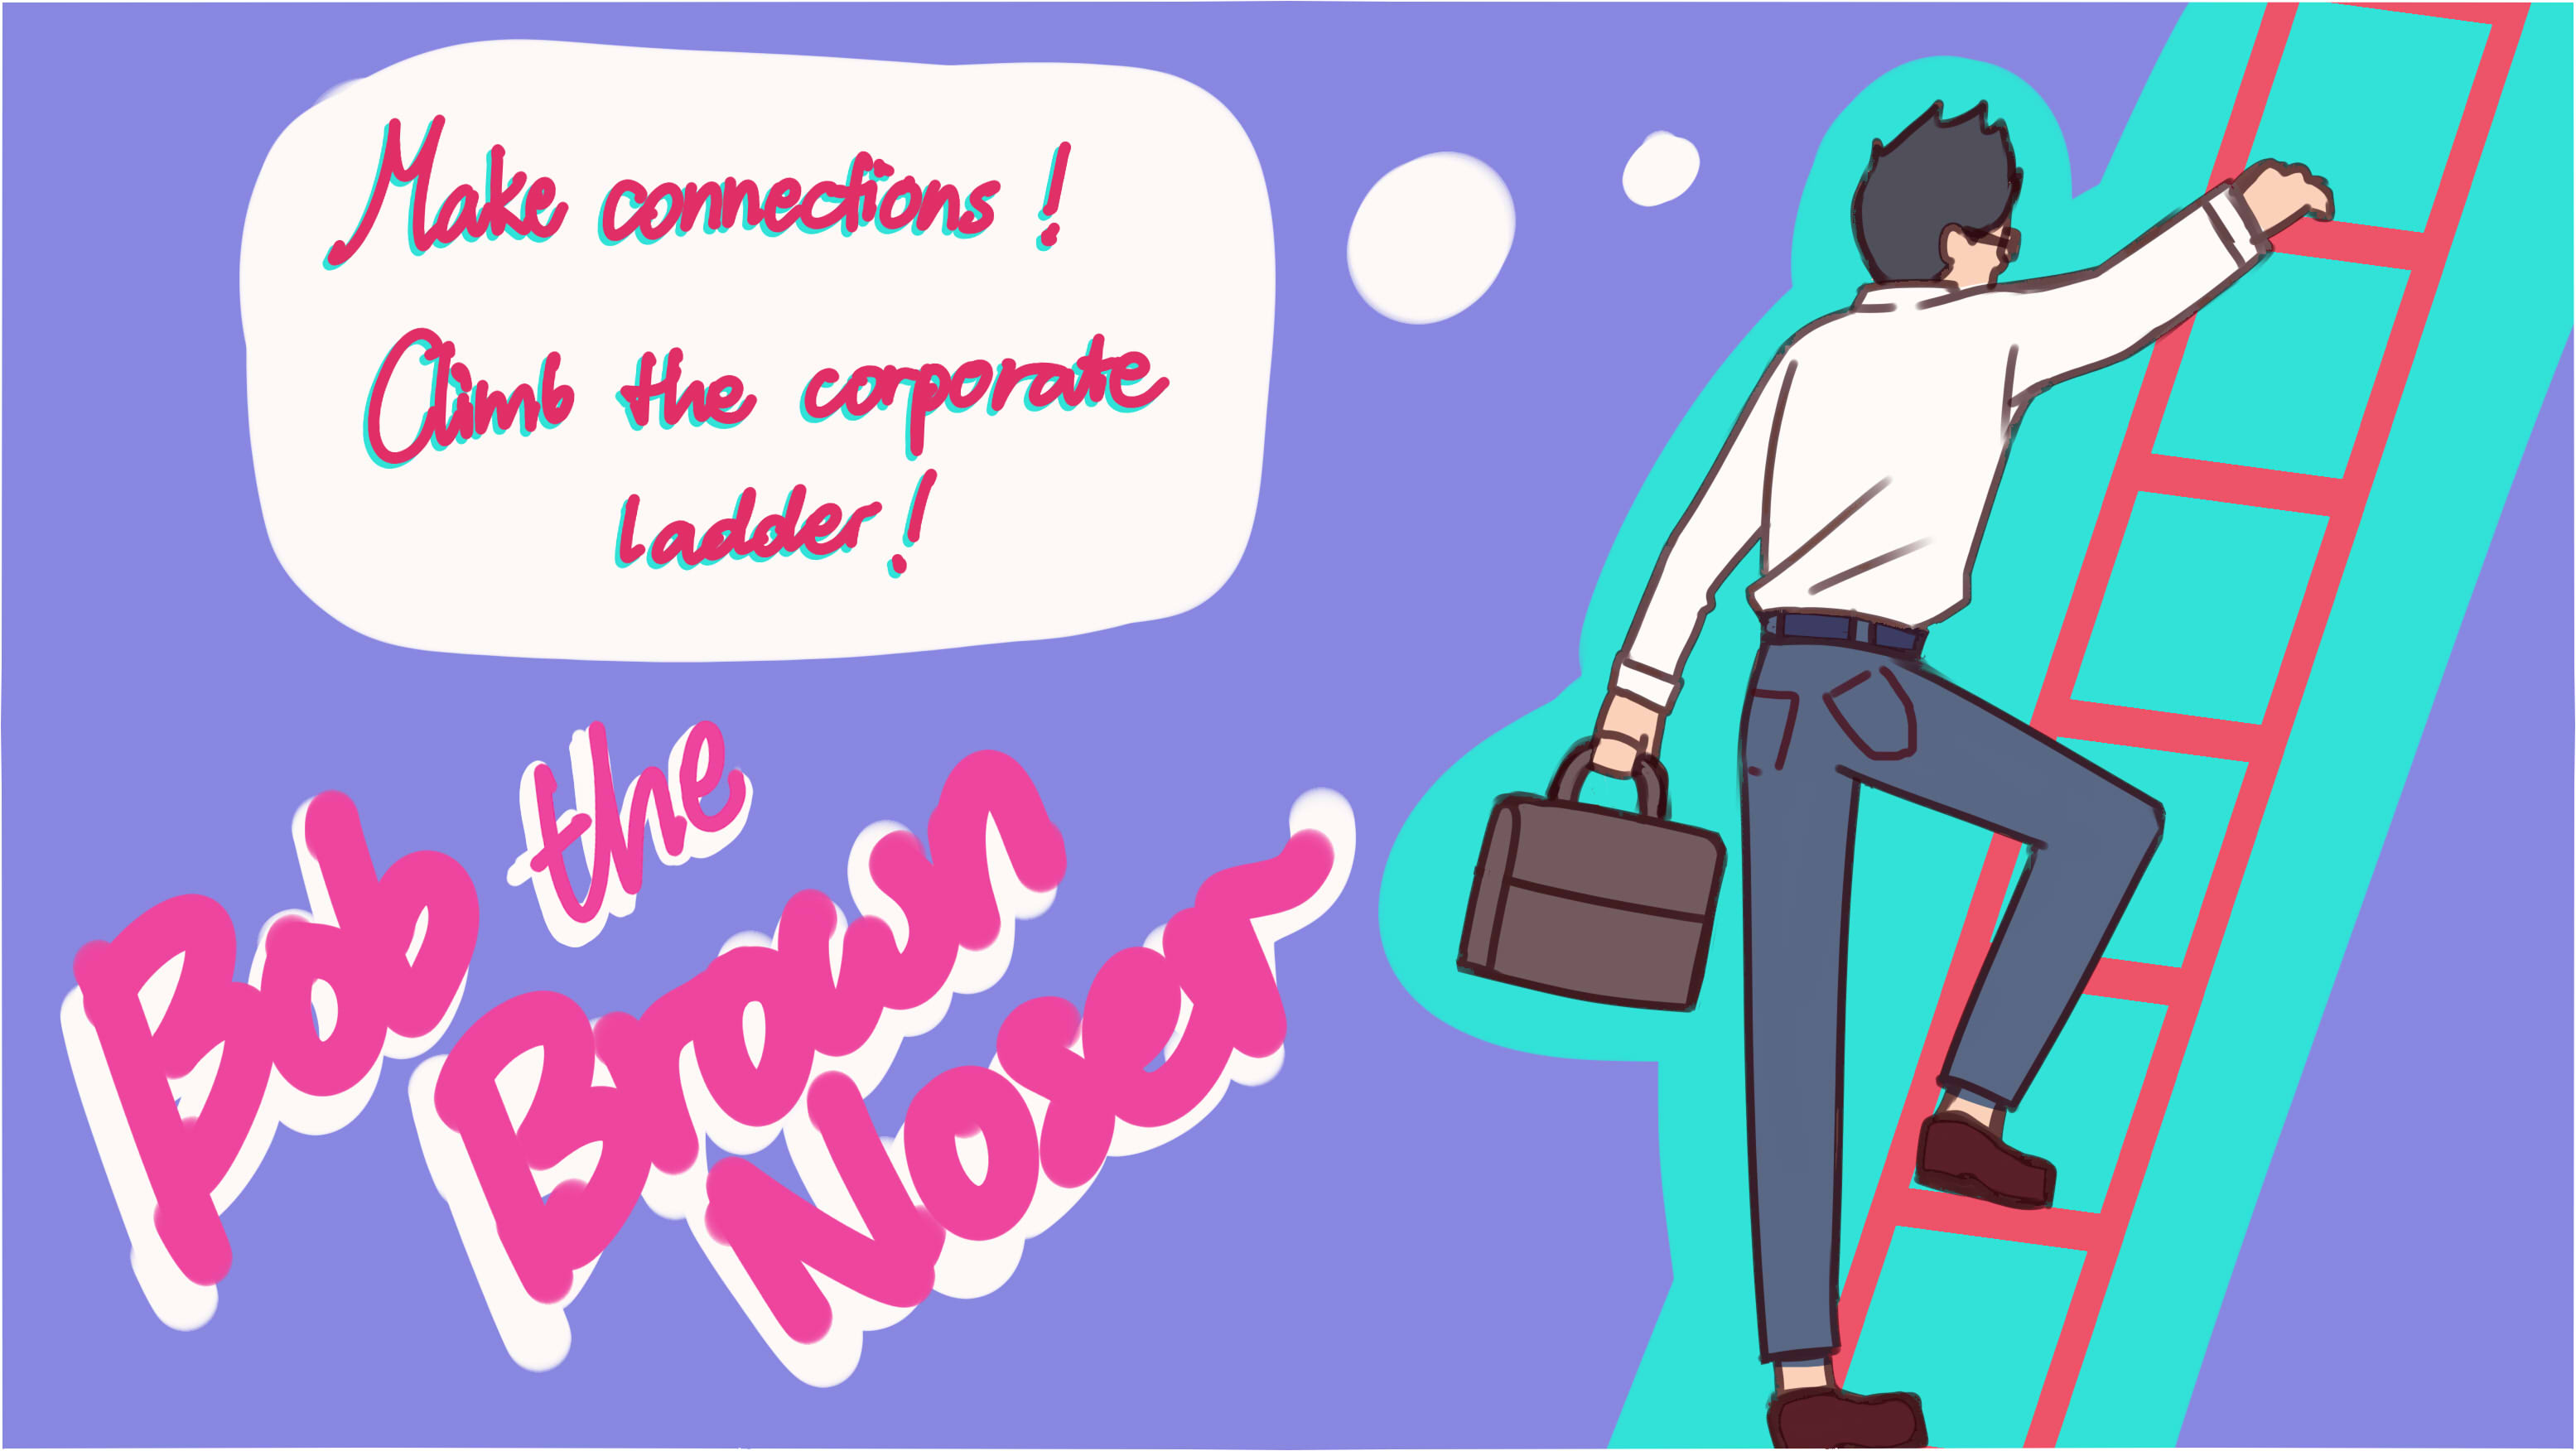 Make connections!
Climb the corporate
ladder!
Bob the
Brown
Noser